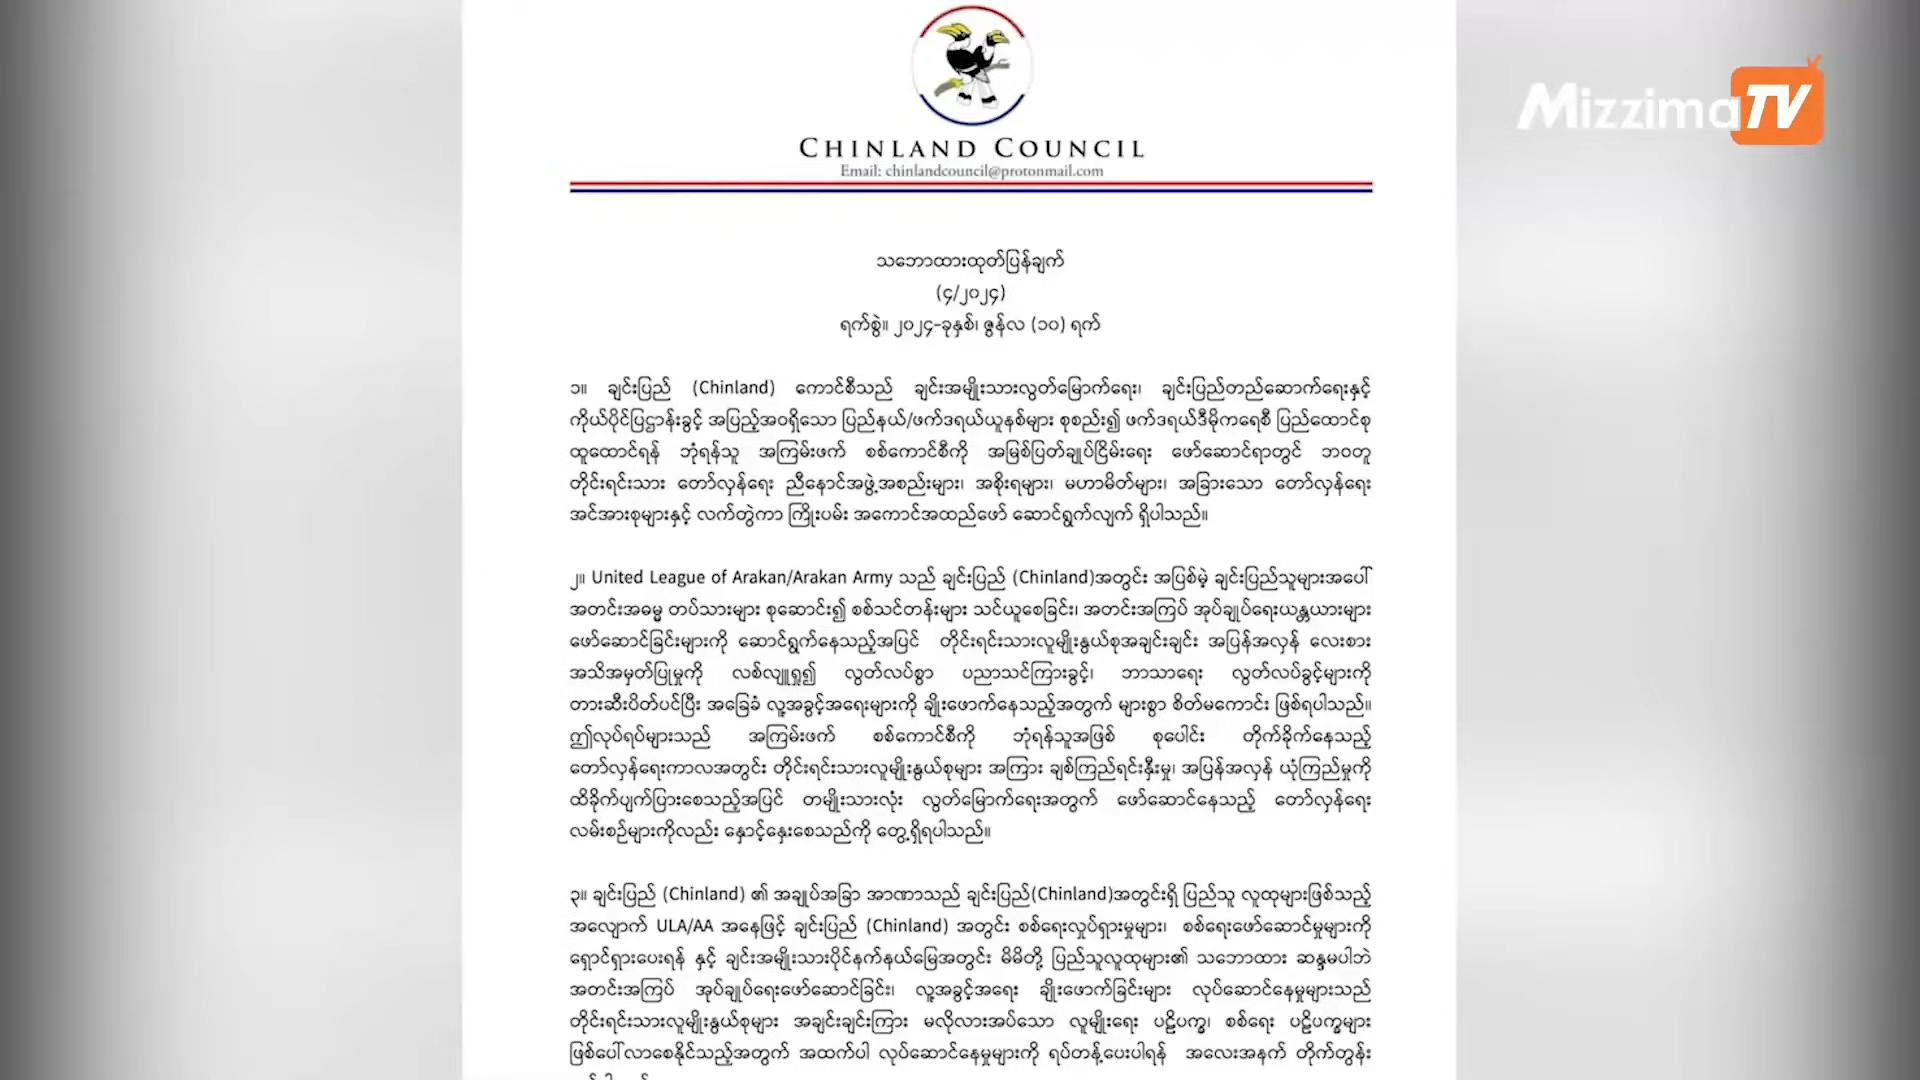 Mizzima TV
CHINLAND COUNCIL
Email: chinlandcouncil@protonmail.com
သဘောထားထုတ်ပြန်ချက်
(၄/၂၀၂၄)
ရက်စွဲ။ ၂၀၂၄-ခုနှစ်၊ ဇွန်လ (၁၀) ရက်
၁။ ချင်းပြည် (Chinland) ကောင်စီသည် ချင်းအမျိုးသားလွတ်မြောက်ရေး၊ ချင်းပြည်တည်ဆောက်ရေးနှင့်
ကိုယ်ပိုင်ပြဋ္ဌာန်းခွင့် အပြည့်အဝရှိသော ပြည်နယ်/ဖက်ဒရယ်ယူနစ်များ စုစည်း၍ ဖက်ဒရယ်ဒီမိုကရေစီ ပြည်ထောင်စု
ထူထောင်ရန် ဘုံရန်သူ အကြမ်းဖက် စစ်ကောင်စီကို အမြစ်ပြတ်ချုပ်ငြိမ်းရေး ဖော်ဆောင်ရာတွင် ဘဝတူ
တိုင်းရင်းသား တော်လှန်ရေး ညီနောင်အဖွဲ့အစည်းများ၊ အစိုးရများ၊ မဟာမိတ်များ၊ အခြားသော တော်လှန်ရေး
အင်အားစုများနှင့် လက်တွဲကာ ကြိုးပမ်း အကောင်အထည်ဖော် ဆောင်ရွက်လျက် ရှိပါသည်။
၂။ United League of Arakan/Arakan Army သည် ချင်းပြည် (Chinland)အတွင်း အပြစ်မဲ့ ချင်းပြည်သူများအပေါ်
အတင်းအဓမ္မ တပ်သားများ စုဆောင်း၍ စစ်သင်တန်းများ သင်ယူစေခြင်း၊ အတင်းအကြပ် အုပ်ချုပ်ရေးယန္တယားများ
ဖော်ဆောင်ခြင်းများကို ဆောင်ရွက်နေသည့်အပြင် တိုင်းရင်းသားလူမျိုးနွယ်စုအချင်းချင်း အပြန်အလှန် လေးစား
အသိအမှတ်ပြုမှုကို လစ်လျူရှု၍ လွတ်လပ်စွာ ပညာသင်ကြားခွင့်၊ ဘာသာရေး လွတ်လပ်ခွင့်များကို
တားဆီးပိတ်ပင်ပြီး အခြေခံ လူ့အခွင့်အရေးများကို ချိုးဖောက်နေသည့်အတွက် များစွာ စိတ်မကောင်း ဖြစ်ရပါသည်။
ဤလုပ်ရပ်များသည် အကြမ်းဖက် စစ်ကောင်စီကို ဘုံရန်သူအဖြစ် စုပေါင်း တိုက်ခိုက်နေသည့်
တော်လှန်ရေးကာလအတွင်း တိုင်းရင်းသားလူမျိုးနွယ်စုများ အကြား ချစ်ကြည်ရင်းနှီးမှု၊ အပြန်အလှန် ယုံကြည်မှုကို
ထိခိုက်ပျက်ပြားစေသည့်အပြင် တမျိုးသားလုံး လွတ်မြောက်ရေးအတွက် ဖော်ဆောင်နေသည့် တော်လှန်ရေး
လမ်းစဉ်များကိုလည်း နှောင့်နှေးစေသည်ကို တွေ့ရှိရပါသည်။
၃။ ချင်းပြည် (Chinland) ၏ အချုပ်အခြာ အာဏာသည် ချင်းပြည်(Chinland)အတွင်းရှိ ပြည်သူ လူထုများဖြစ်သည့်
အလျောက် ULA/AA အနေဖြင့် ချင်းပြည် (Chinland) အတွင်း စစ်ရေးလှုပ်ရှားမှုများ၊ စစ်ရေးဖော်ဆောင်မှုများကို
ရှောင်ရှားပေးရန် နှင့် ချင်းအမျိုးသားပိုင်နက်နယ်မြေအတွင်း မိမိတို့ ပြည်သူလူထုများ၏ သဘောထား ဆန္ဒမပါဘဲ
အတင်းအကြပ် အုပ်ချုပ်ရေးဖော်ဆောင်ခြင်း၊ လူ့အခွင့်အရေး ချိုးဖောက်ခြင်းများ လုပ်ဆောင်နေမှုများသည်
တိုင်းရင်းသားလူမျိုးနွယ်စုများ အချင်းချင်းကြား မလိုလားအပ်သော လူမျိုးရေး ပဋိပက္ခ၊ စစ်ရေး ပဋိပက္ခများ
ဖြစ်ပေါ်လာစေနိုင်သည့်အတွက် အထက်ပါ လုပ်ဆောင်နေမှုများကို ရပ်တန့်ပေးပါရန် အလေးအနက် တိုက်တွန်း